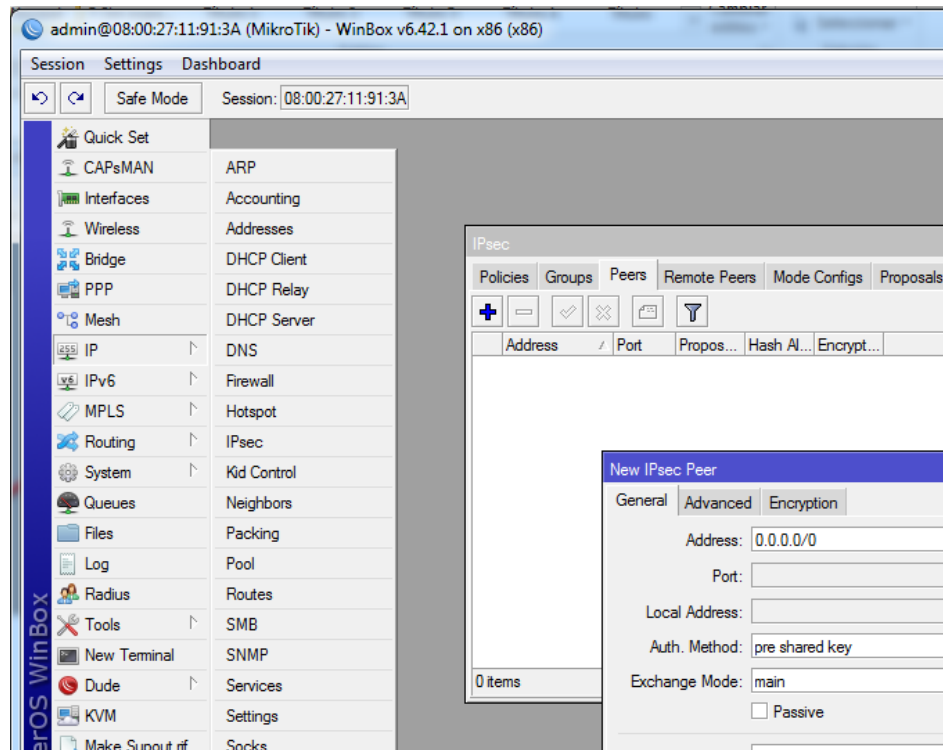 admin@08:00:27:11:91:3A (MikroTik) - WinBox v6.42.1 on x86 (x86)
Session Settings Dashboard
Safe Mode Session: 08:00:27:11:91:3A
Quick Set
CAPsMAN
Interfaces
Wireless
Bridge
PPP
Mesh
IP
IPv6
MPLS
Routing
System
Queues
Files
Log
Radius
Tools
New Terminal
Dude
KVM
Make Supout.rif
ARP
Accounting
Addresses
DHCP Client
DHCP Relay
DHCP Server
DNS
Firewall
Hotspot
IPsec
Kid Control
Neighbors
Packing
Pool
Routes
SMB
SNMP
Services
Settings
Socks
erOS WinBox
IPsec
Policies Groups Peers Remote Peers Mode Configs Proposals
Address Port Propos... Hash Al... Encrypt...
0 items
New IPsec Peer
General Advanced Encryption
Address: 0.0.0.0/0
Port:
Local Address:
Auth. Method: pre shared key
Exchange Mode: main
Passive